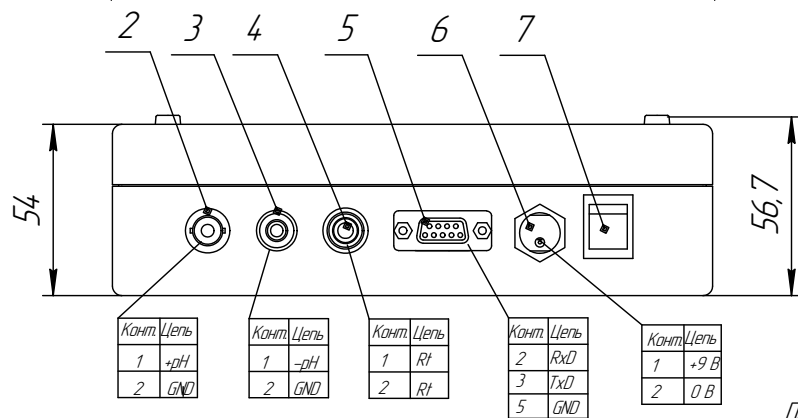 2 3 4 5 6 7
54
56,7
Конт. Цепь
1 +pH
2 GND
Конт. Цепь
1 -pH
2 GND
Конт. Цепь
1 Rt
2 Rt
Конт. Цепь
2 RxD
3 TxD
5 GND
Конт. Цепь
1 +9 В
2 0 В